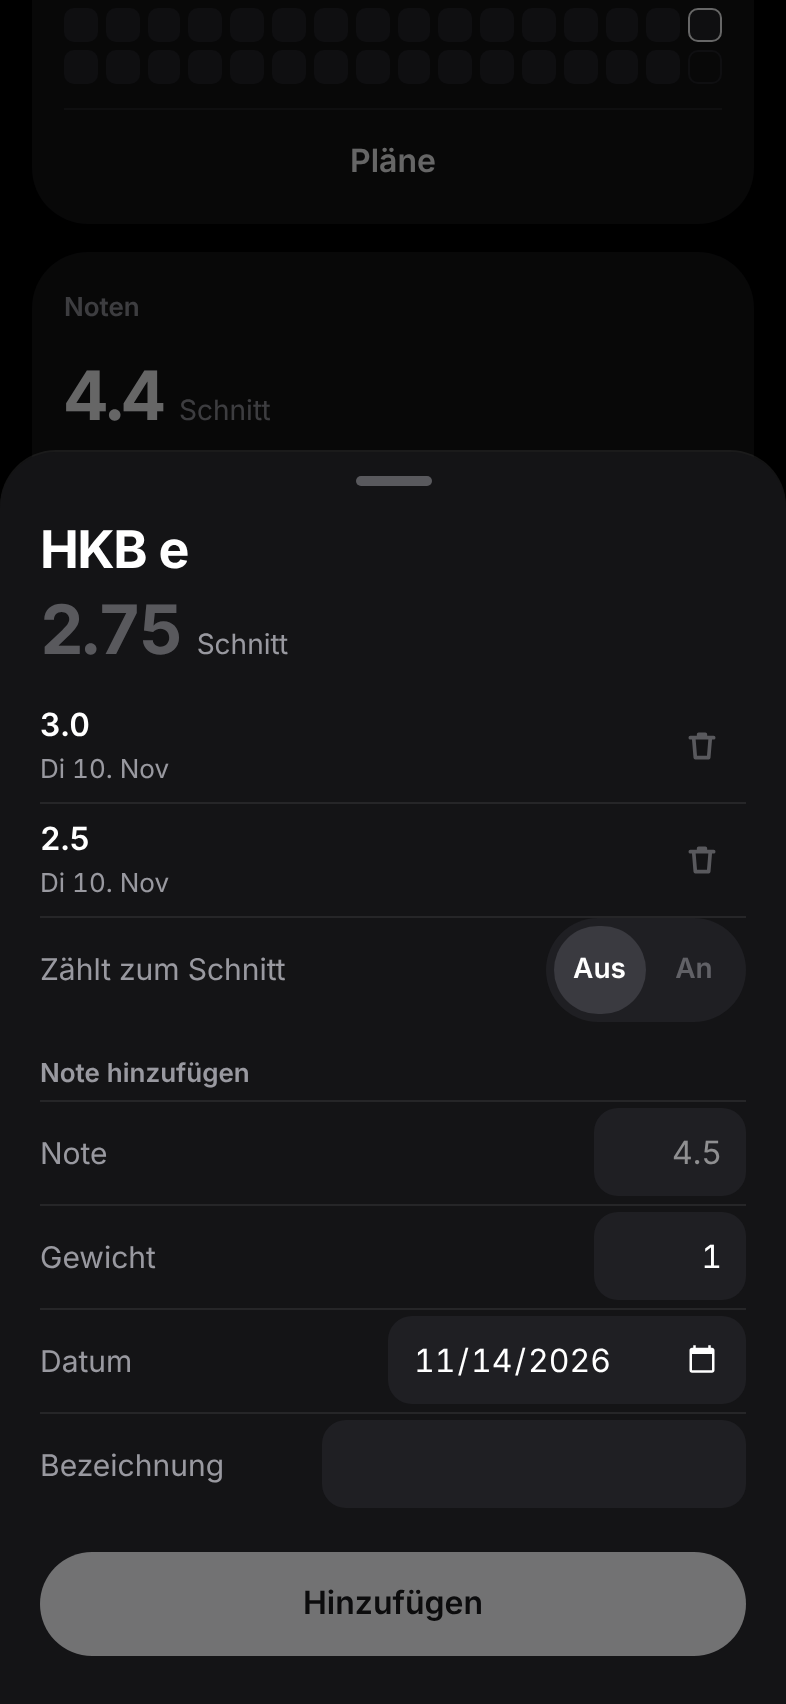 Pläne
Noten
4.4 Schnitt
HKB e
2.75 Schnitt
3.0
Di 10. Nov
2.5
Di 10. Nov
Zählt zum Schnitt Aus An
Note hinzufügen
Note 4.5
Gewicht 1
Datum 11/14/2026
Bezeichnung
Hinzufügen